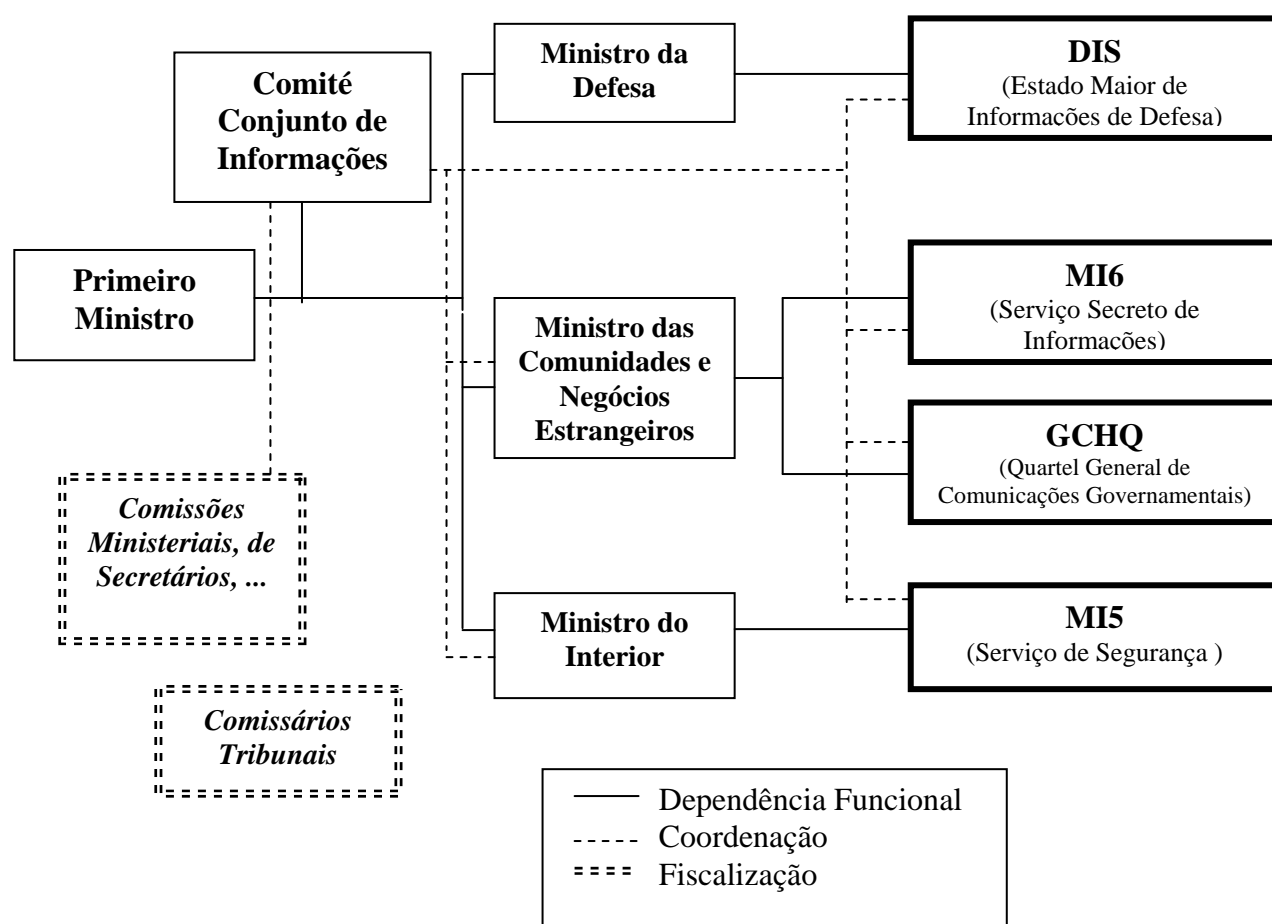 Comité
Conjunto de
Informações
Primeiro
Ministro
Comissões
Ministeriais, de
Secretários, ...
Comissários
Tribunais
Ministro da
Defesa
Ministro das
Comunidades e
Negócios
Estrangeiros
Ministro do
Interior
DIS
(Estado Maior de
Informacões de Defesa)
MI6
(Serviço Secreto de
Informacões)
GCHQ
(Quartel General de
Comunicações Governamentais)
MI5
(Serviço de Segurança )
Dependência Funcional
Coordenação
Fiscalização